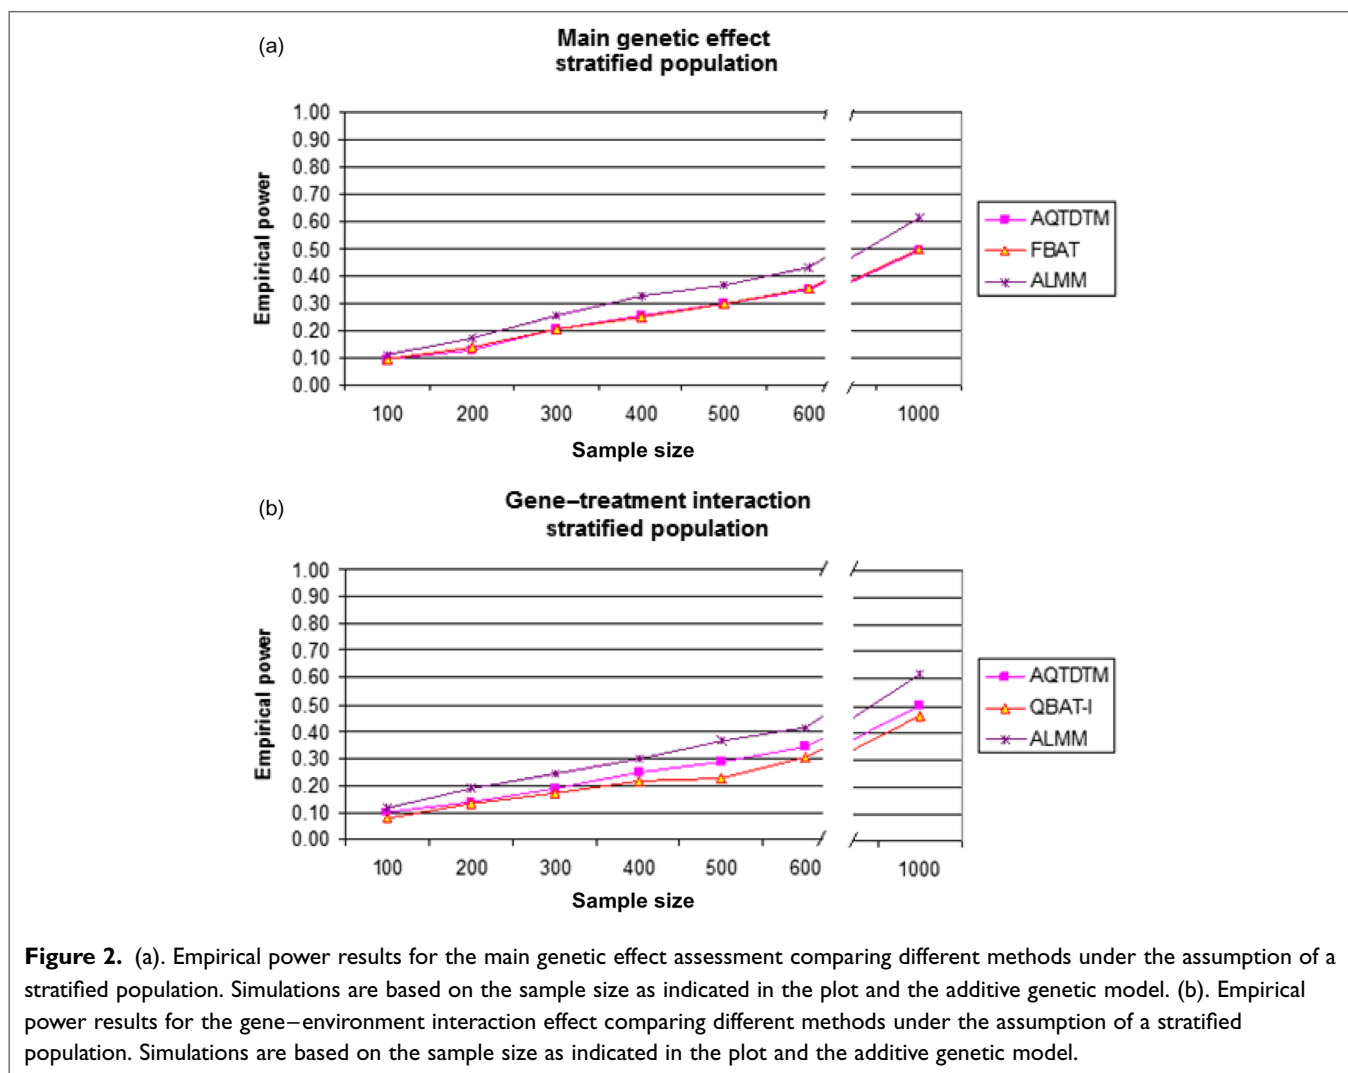 (a)
Main genetic effect
stratified population
1.00
0.90
0.80
0.70
0.60
0.50
0.40
0.30
0.20
0.10
0.00
Empirical power
100 200 300 400 500 600 1000
Sample size
AQTDTM
FBAT
ALMM
(b)
Gene–treatment interaction
stratified population
1.00
0.90
0.80
0.70
0.60
0.50
0.40
0.30
0.20
0.10
0.00
Empirical power
100 200 300 400 500 600 1000
Sample size
AQTDTM
QBAT-I
ALMM
Figure 2. (a). Empirical power results for the main genetic effect assessment comparing different methods under the assumption of a
stratified population. Simulations are based on the sample size as indicated in the plot and the additive genetic model. (b). Empirical
power results for the gene–environment interaction effect comparing different methods under the assumption of a stratified
population. Simulations are based on the sample size as indicated in the plot and the additive genetic model.